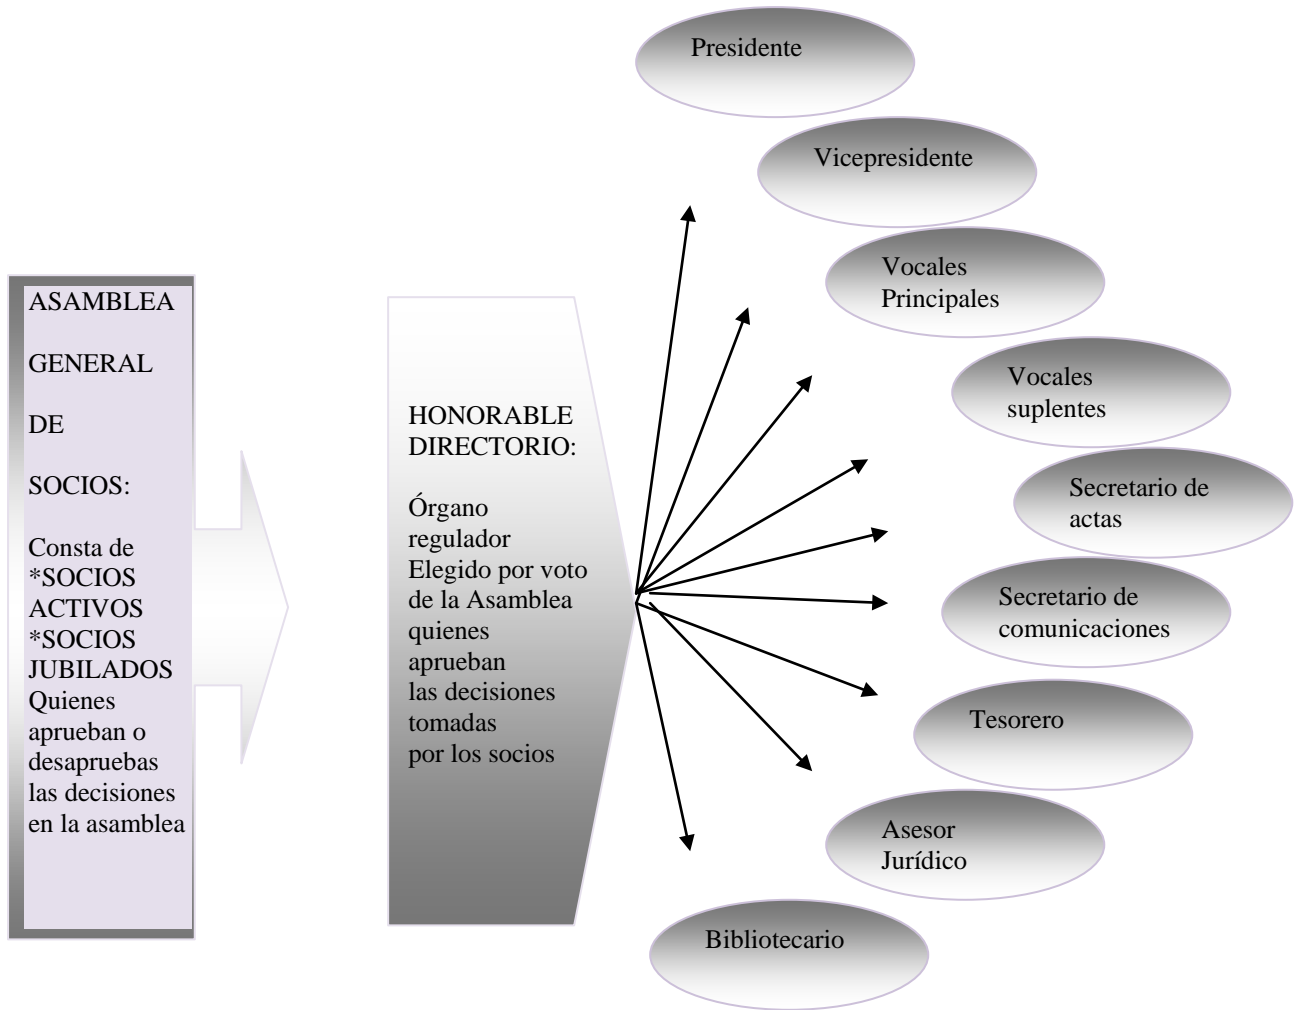 ASAMBLEA
GENERAL
DE
SOCIOS:
Consta de
*SOCIOS
ACTIVOS
*SOCIOS
JUBILADOS
Quienes
aprueban o
desapruebas
las decisiones
en la asamblea
HONORABLE
DIRECTORIO:
Órgano
regulador
Elegido por voto
de la Asamblea
quienes
aprueban
las decisiones
tomadas
por los socios
Presidente
Vicepresidente
Vocales
Principales
Vocales
suplentes
Secretario de
actas
Secretario de
comunicaciones
Tesorero
Asesor
Jurídico
Bibliotecario